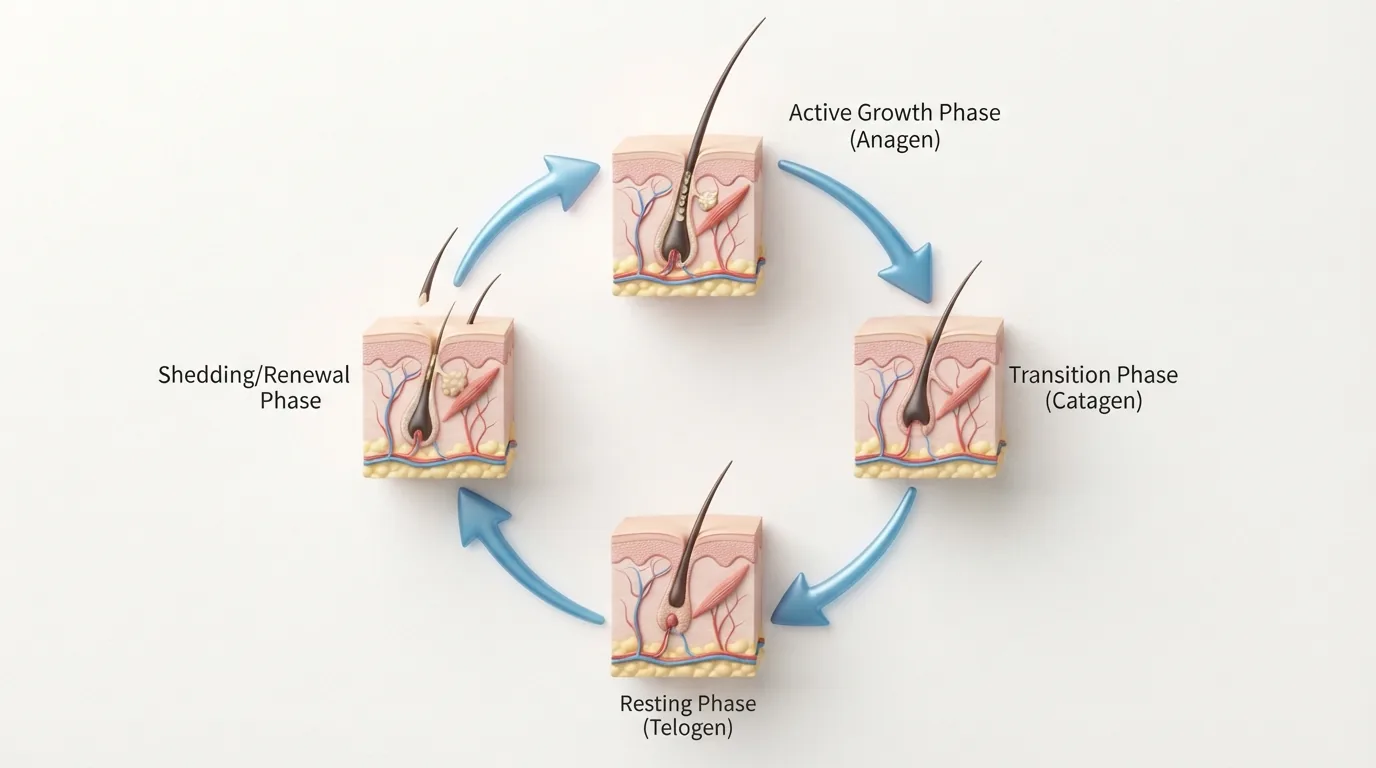 Active Growth Phase
(Anagen)
Shedding/Renewal
Phase
Transition Phase
(Catagen)
Resting Phase
(Telogen)